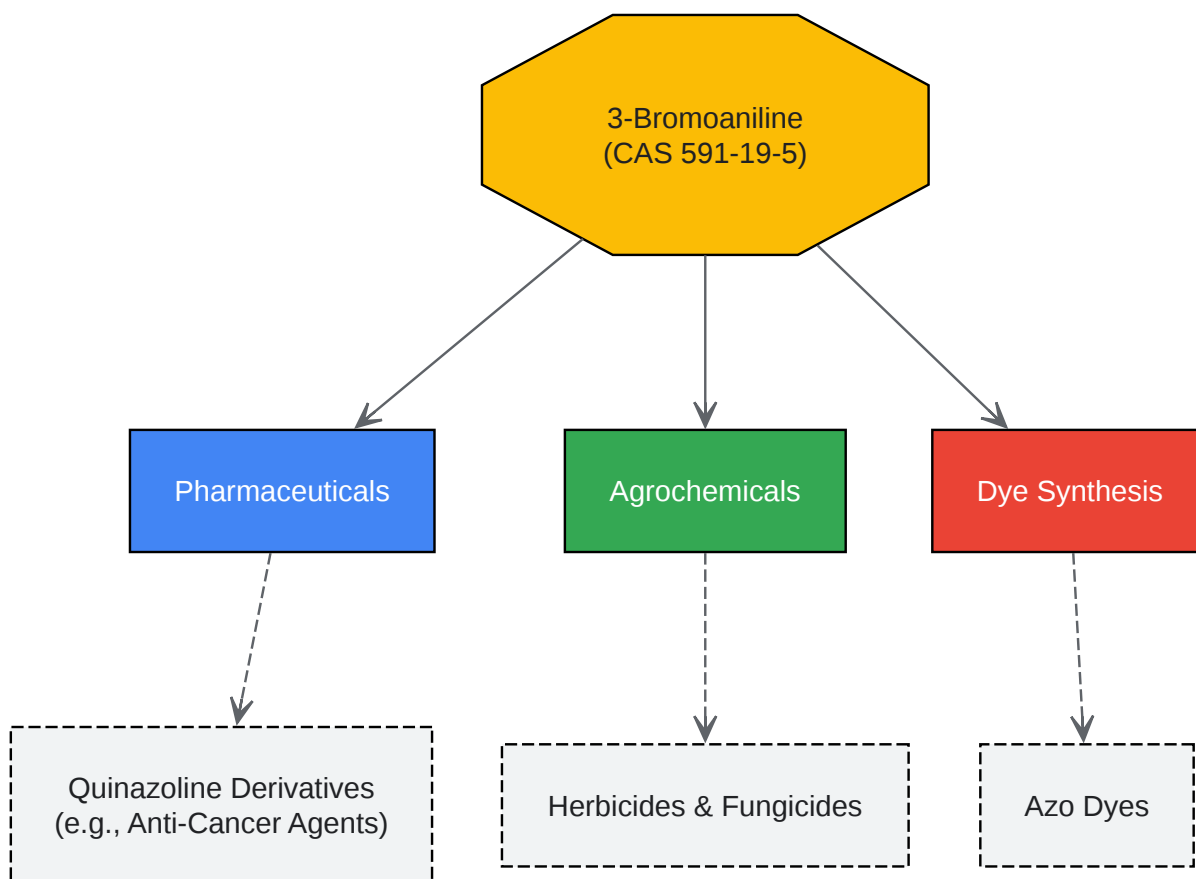 3-Bromoaniline
(CAS 591-19-5)
Pharmaceuticals
Agrochemicals
Dye Synthesis
Quinazoline Derivatives
(e.g., Anti-Cancer Agents)
Herbicides & Fungicides
Azo Dyes